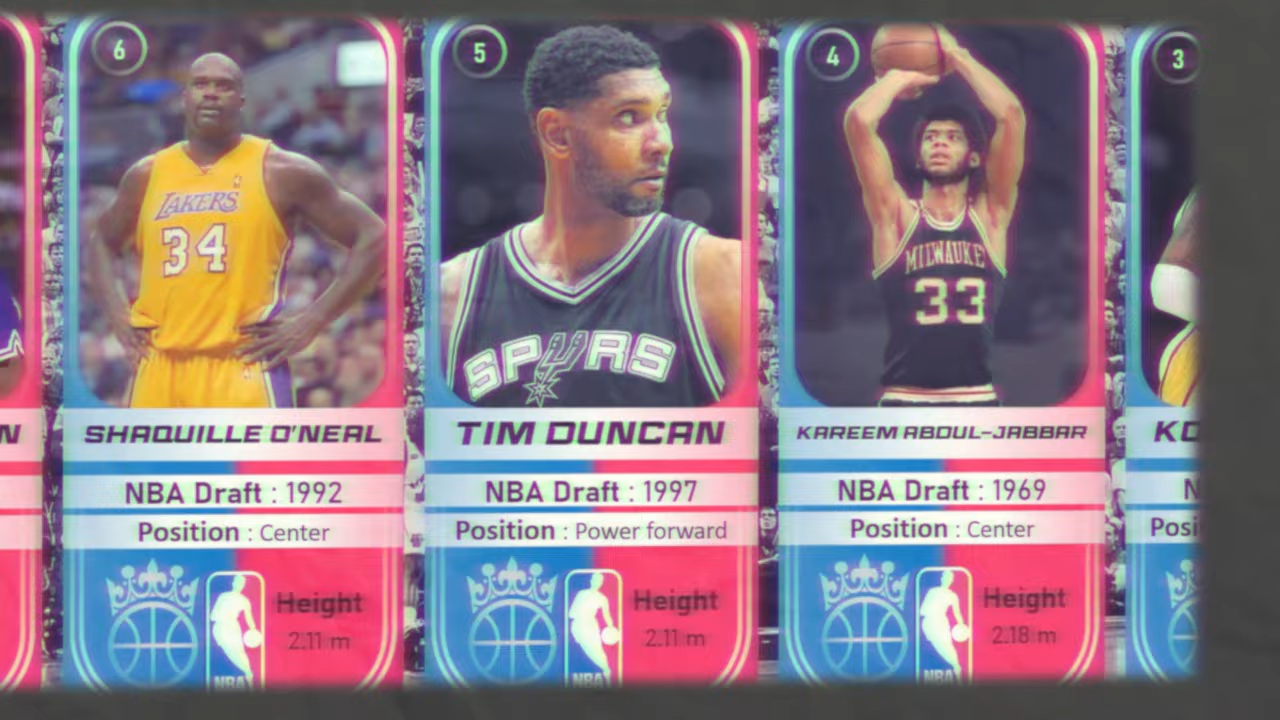 6
LAKERS
34
SHAQUILLE O'NEAL
NBA Draft : 1992
Position : Center
Height
2.11 m
NBA
5
SPURS
TIM DUNCAN
NBA Draft : 1997
Position : Power forward
Height
2.11 m
NBA
4
MILWAUKE
33
KAREEM ABDUL-JABBAR
NBA Draft : 1969
Position : Center
Height
2.18 m
NBA
3